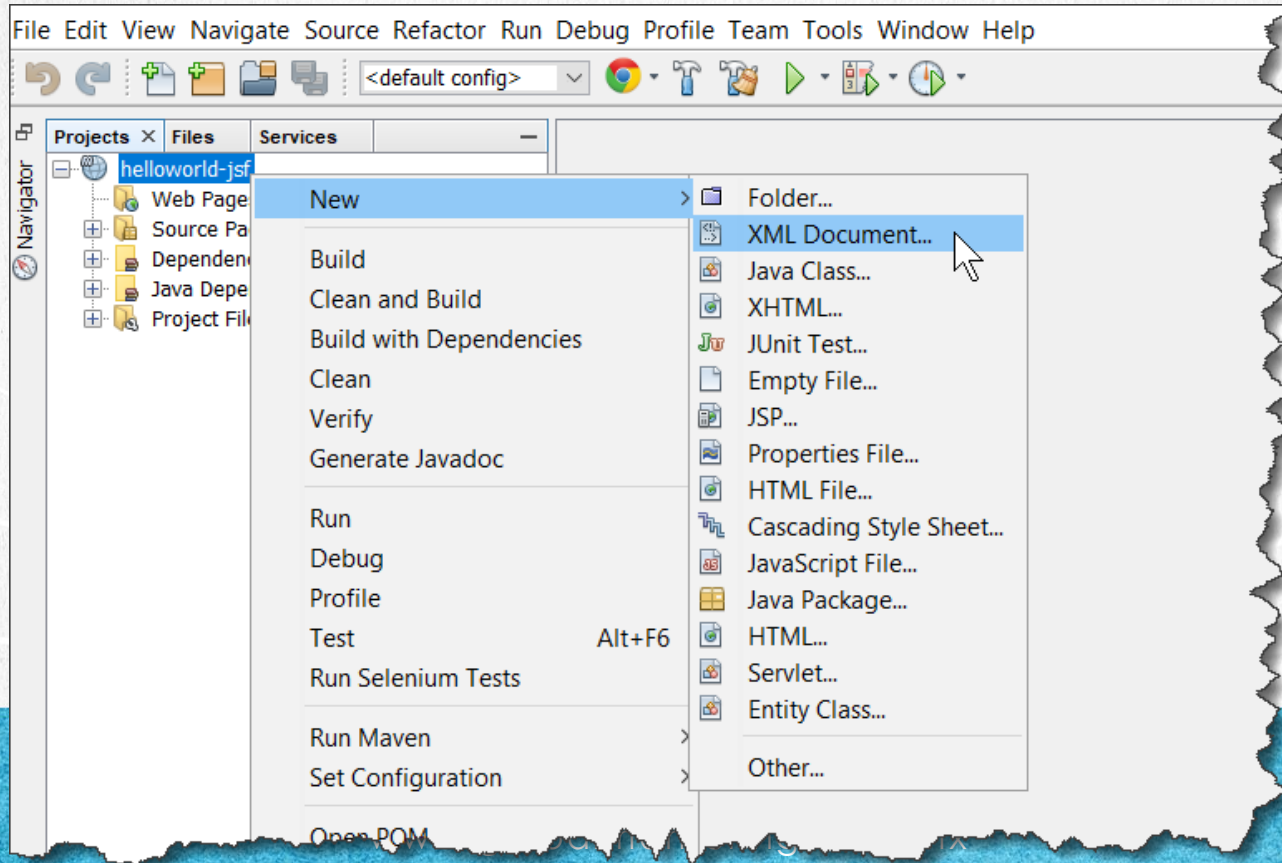 File Edit View Navigate Source Refactor Run Debug Profile Team Tools Window Help
<default config>
Projects Files Services
Navigator
helloworld-jsf
Web Page
Source Pa
Dependen
Java Depe
Project Fil
New
Build
Clean and Build
Build with Dependencies
Clean
Verify
Generate Javadoc
Run
Debug
Profile
Test Alt+F6
Run Selenium Tests
Run Maven
Set Configuration
Open POM
Folder...
XML Document...
Java Class...
XHTML...
JUnit Test...
Empty File...
JSP...
Properties File...
HTML File...
Cascading Style Sheet...
JavaScript File...
Java Package...
HTML...
Servlet...
Entity Class...
Other...